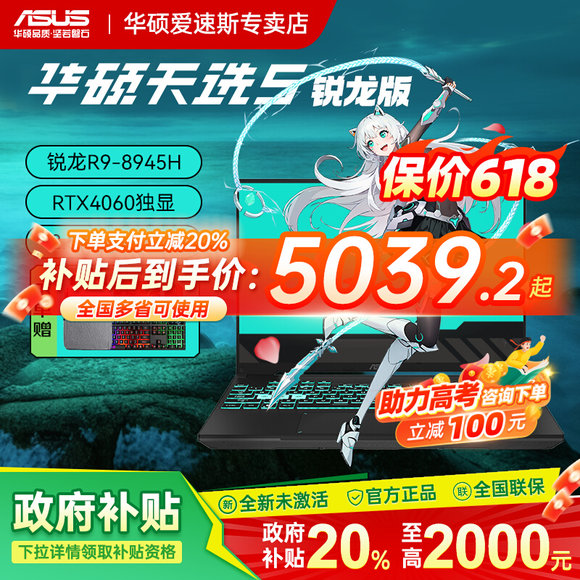 ASUS
华硕品质·坚若磐石
华硕爱速斯专卖店
华硕天选5 锐龙版
锐龙R9-8945H
RTX4060独显
保价618
下单支付立减20%
补贴后到手价：5039.2起
全国多省可使用
赠
助力高考 咨询下单
立减100元
政府补贴
下拉详情领取补贴资格
新 全新未激活
官方正品
联 全国联保
政府补贴20% 至高2000元